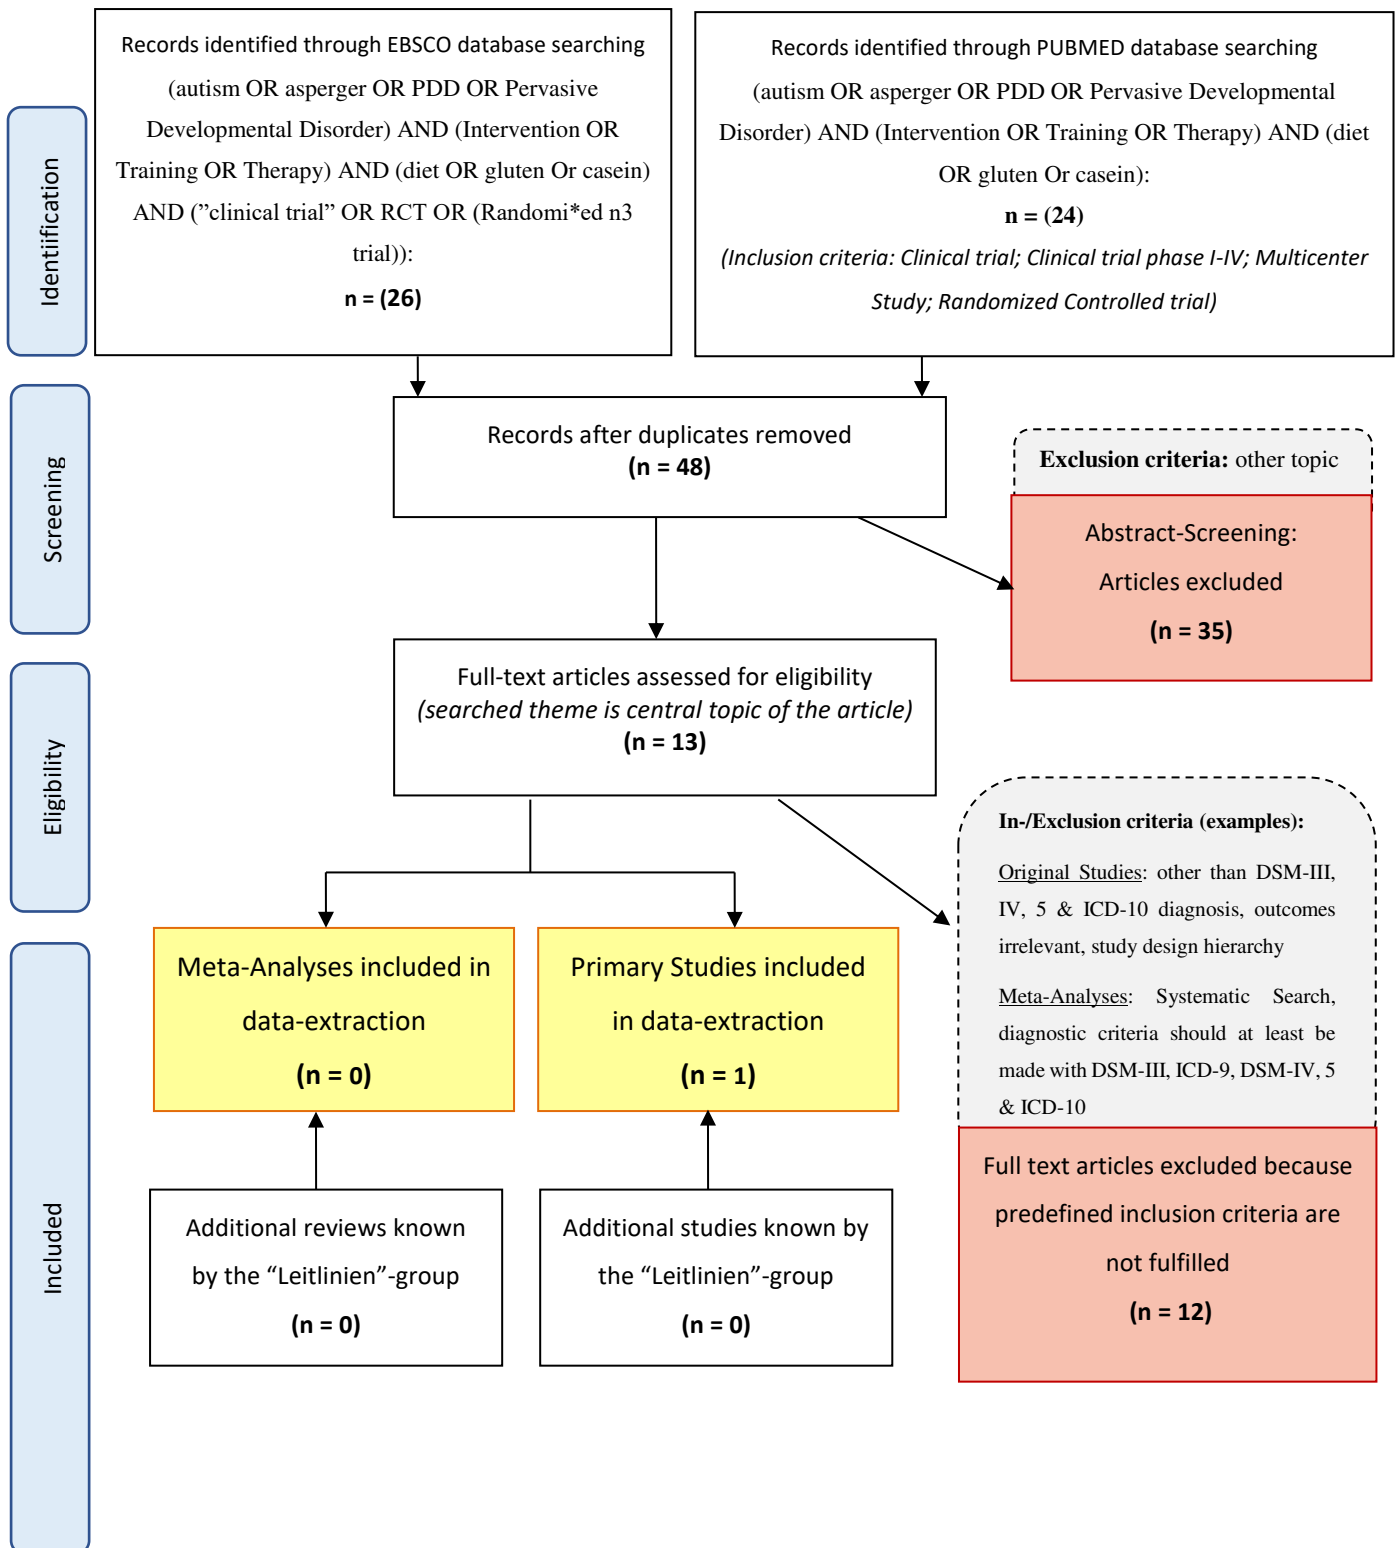 Records identified through EBSCO database searching
(autism OR asperger OR PDD OR Pervasive
Developmental Disorder) AND (Intervention OR
Training OR Therapy) AND (diet OR gluten Or casein)
AND (”clinical trial” OR RCT OR (Randomi*ed n3
trial)):
n = (26)
Records identified through PUBMED database searching
(autism OR asperger OR PDD OR Pervasive Developmental
Disorder) AND (Intervention OR Training OR Therapy) AND (diet
OR gluten Or casein):
n = (24)
(Inclusion criteria: Clinical trial; Clinical trial phase I-IV; Multicenter
Study; Randomized Controlled trial)
Identiification
Screening
Records after duplicates removed
(n = 48)
Exclusion criteria: other topic
Abstract-Screening:
Articles excluded
(n = 35)
Eligibility
Full-text articles assessed for eligibility
(searched theme is central topic of the article)
(n = 13)
In-/Exclusion criteria (examples):
Original Studies: other than DSM-III,
IV, 5 & ICD-10 diagnosis, outcomes
irrelevant, study design hierarchy
Meta-Analyses: Systematic Search,
diagnostic criteria should at least be
made with DSM-III, ICD-9, DSM-IV, 5
& ICD-10
Full text articles excluded because
predefined inclusion criteria are
not fulfilled
(n = 12)
Included
Meta-Analyses included in
data-extraction
(n = 0)
Primary Studies included
in data-extraction
(n = 1)
Additional reviews known
by the “Leitlinien”-group
(n = 0)
Additional studies known by
the “Leitlinien”-group
(n = 0)